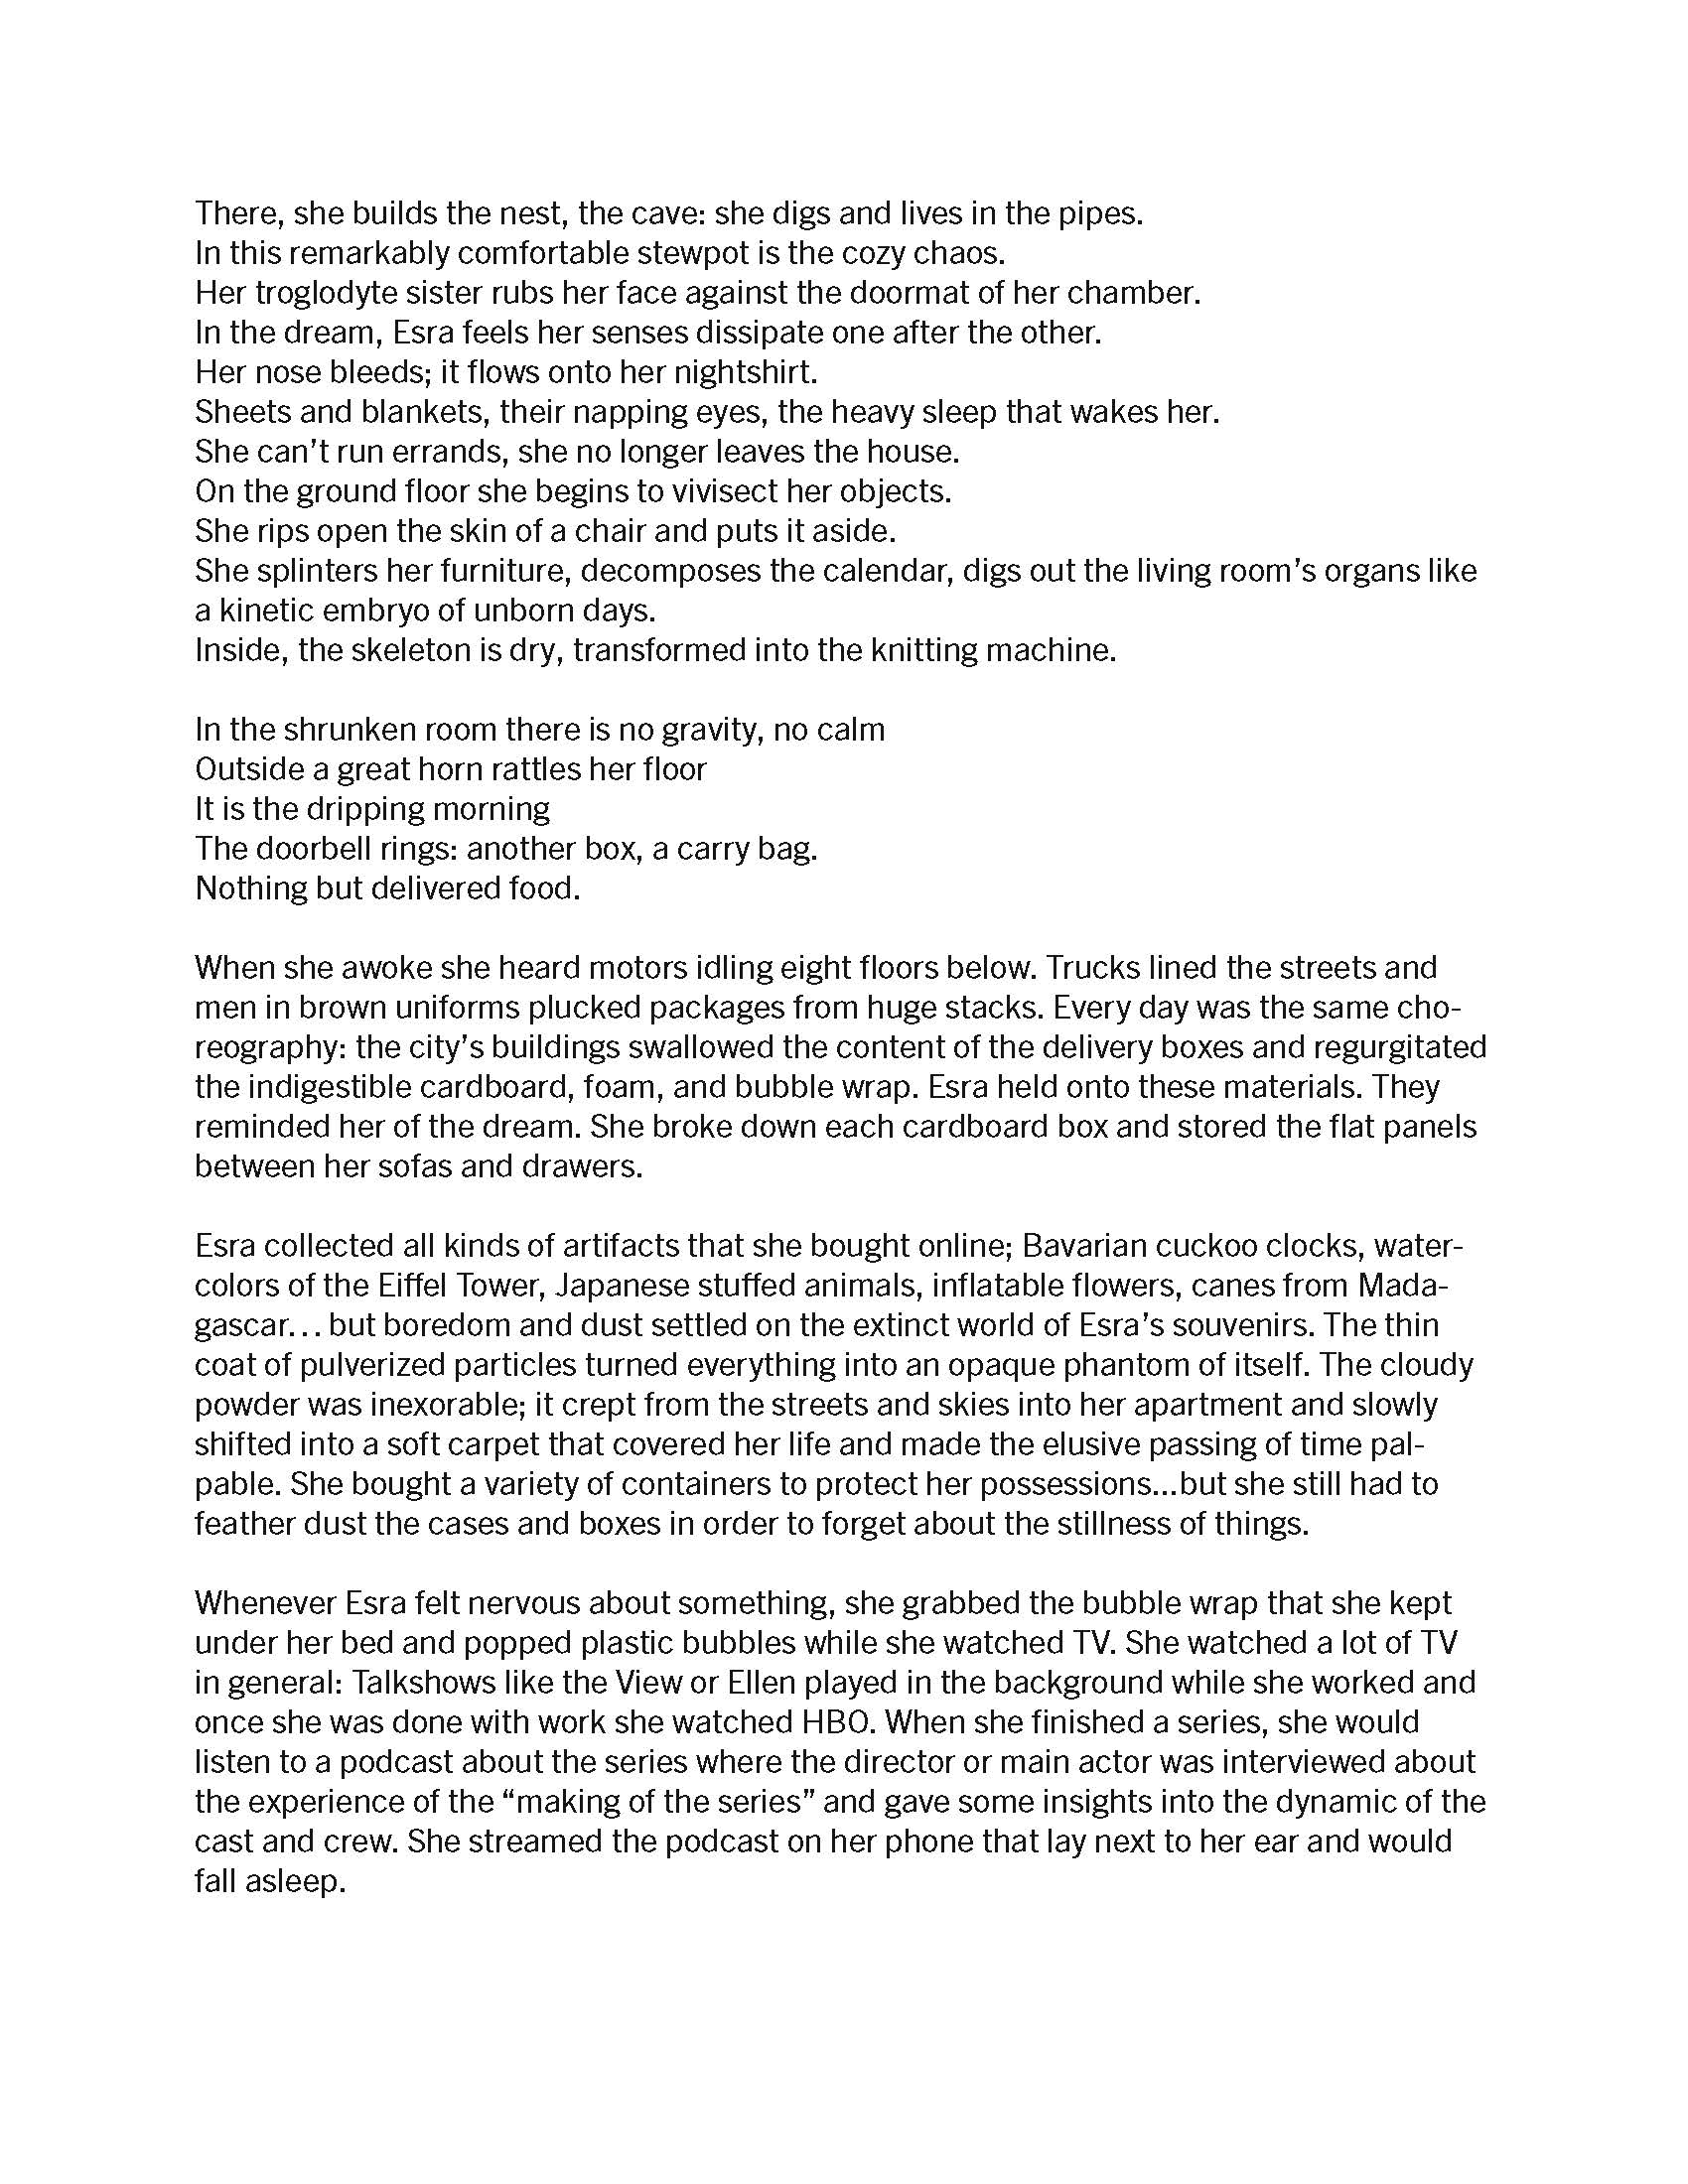 There, she builds the nest, the cave: she digs and lives in the pipes.
In this remarkably comfortable stewpot is the cozy chaos.
Her troglodyte sister rubs her face against the doormat of her chamber.
In the dream, Esra feels her senses dissipate one after the other.
Her nose bleeds; it flows onto her nightshirt.
Sheets and blankets, their napping eyes, the heavy sleep that wakes her.
She can’t run errands, she no longer leaves the house.
On the ground floor she begins to vivisect her objects.
She rips open the skin of a chair and puts it aside.
She splinters her furniture, decomposes the calendar, digs out the living room’s organs like
a kinetic embryo of unborn days.
Inside, the skeleton is dry, transformed into the knitting machine.

In the shrunken room there is no gravity, no calm
Outside a great horn rattles her floor
It is the dripping morning
The doorbell rings: another box, a carry bag.
Nothing but delivered food.

When she awoke she heard motors idling eight floors below. Trucks lined the streets and
men in brown uniforms plucked packages from huge stacks. Every day was the same cho-
reography: the city’s buildings swallowed the content of the delivery boxes and regurgitated
the indigestible cardboard, foam, and bubble wrap. Esra held onto these materials. They
reminded her of the dream. She broke down each cardboard box and stored the flat panels
between her sofas and drawers.

Esra collected all kinds of artifacts that she bought online; Bavarian cuckoo clocks, water-
colors of the Eiffel Tower, Japanese stuffed animals, inflatable flowers, canes from Mada-
gascar. . . but boredom and dust settled on the extinct world of Esra’s souvenirs. The thin
coat of pulverized particles turned everything into an opaque phantom of itself. The cloudy
powder was inexorable; it crept from the streets and skies into her apartment and slowly
shifted into a soft carpet that covered her life and made the elusive passing of time pal-
pable. She bought a variety of containers to protect her possessions...but she still had to
feather dust the cases and boxes in order to forget about the stillness of things.

Whenever Esra felt nervous about something, she grabbed the bubble wrap that she kept
under her bed and popped plastic bubbles while she watched TV. She watched a lot of TV
in general: Talkshows like the View or Ellen played in the background while she worked and
once she was done with work she watched HBO. When she finished a series, she would
listen to a podcast about the series where the director or main actor was interviewed about
the experience of the “making of the series” and gave some insights into the dynamic of the
cast and crew. She streamed the podcast on her phone that lay next to her ear and would
fall asleep.